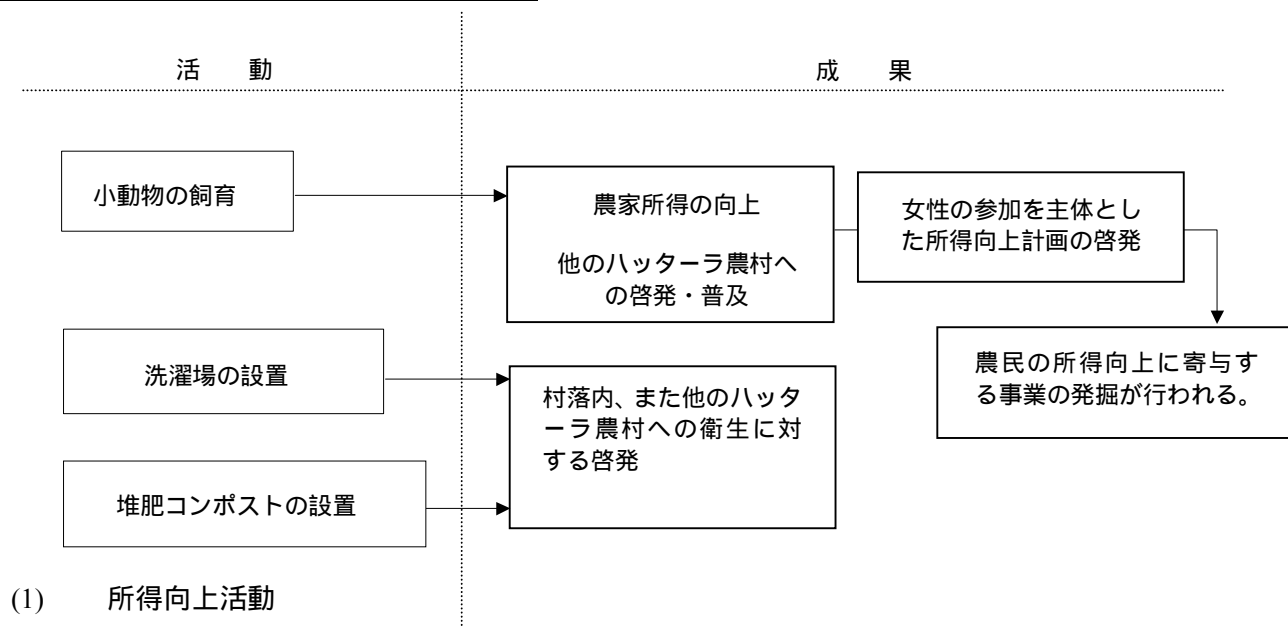 活　動
成　果
小動物の飼育
農家所得の向上
他のハッターラ農村へ
の啓発・普及
女性の参加を主体とし
た所得向上計画の啓発
農民の所得向上に寄与す
る事業の発掘が行われる。
洗濯場の設置
村落内、また他のハッタ
ーラ農村への衛生に対
する啓発
堆肥コンポストの設置
(1)　所得向上活動